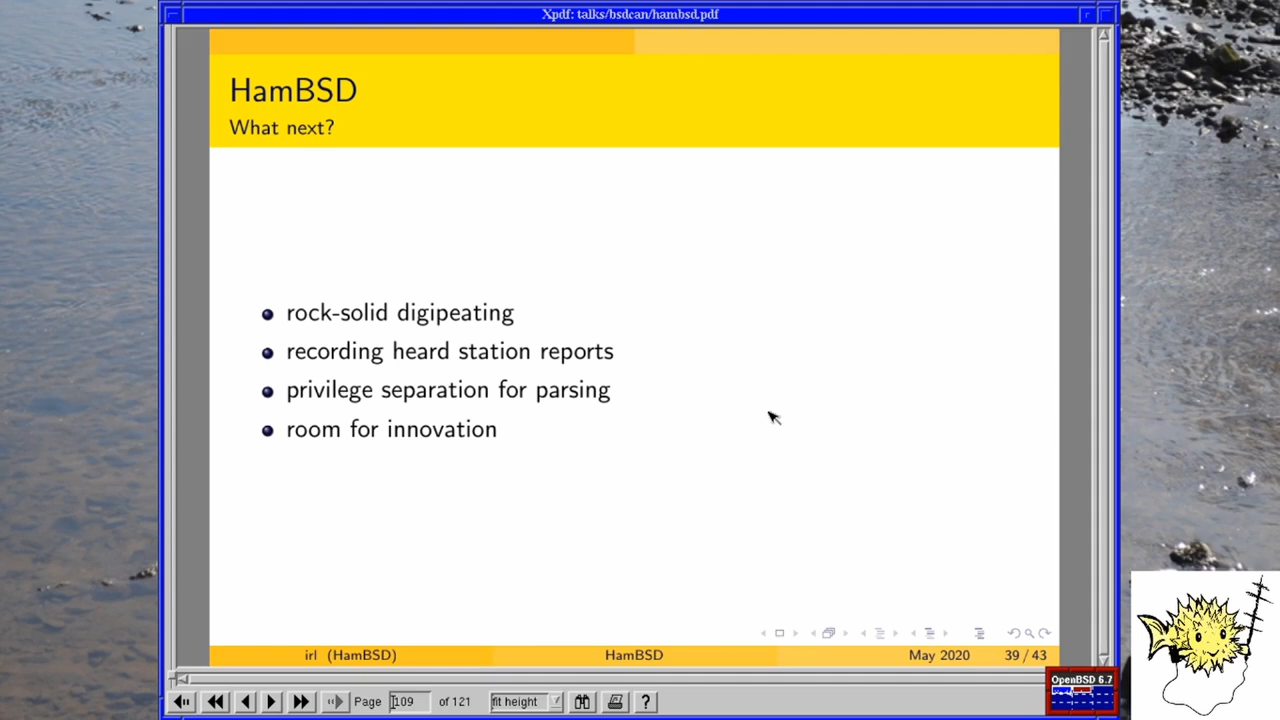 Xpdf: talks/bsdcan/hambsd.pdf
HamBSD
What next?
rock-solid digipeating
recording heard station reports
privilege separation for parsing
room for innovation
irl (HamBSD)
HamBSD
May 2020
39 / 43
Page 109 of 121
fit height
?
OpenBSD 6.7